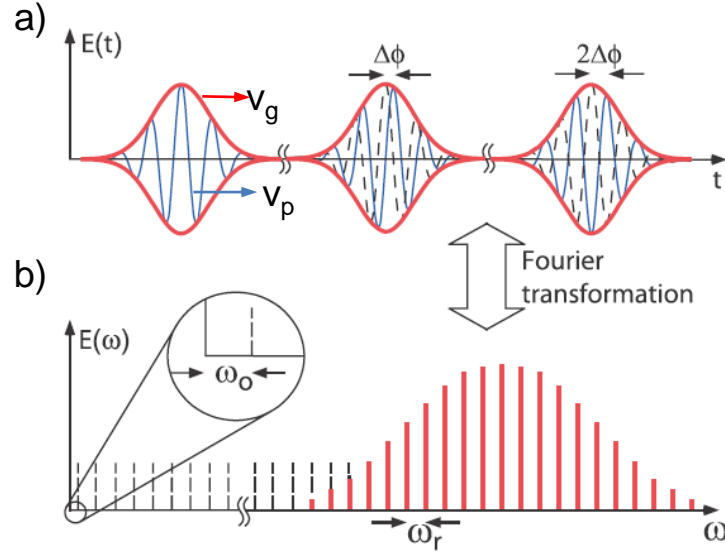 a)
E(t)
Δϕ
2Δϕ
v_g
v_p
t
Fourier
transformation
b)
E(ω)
ω_o
ω_r
ω